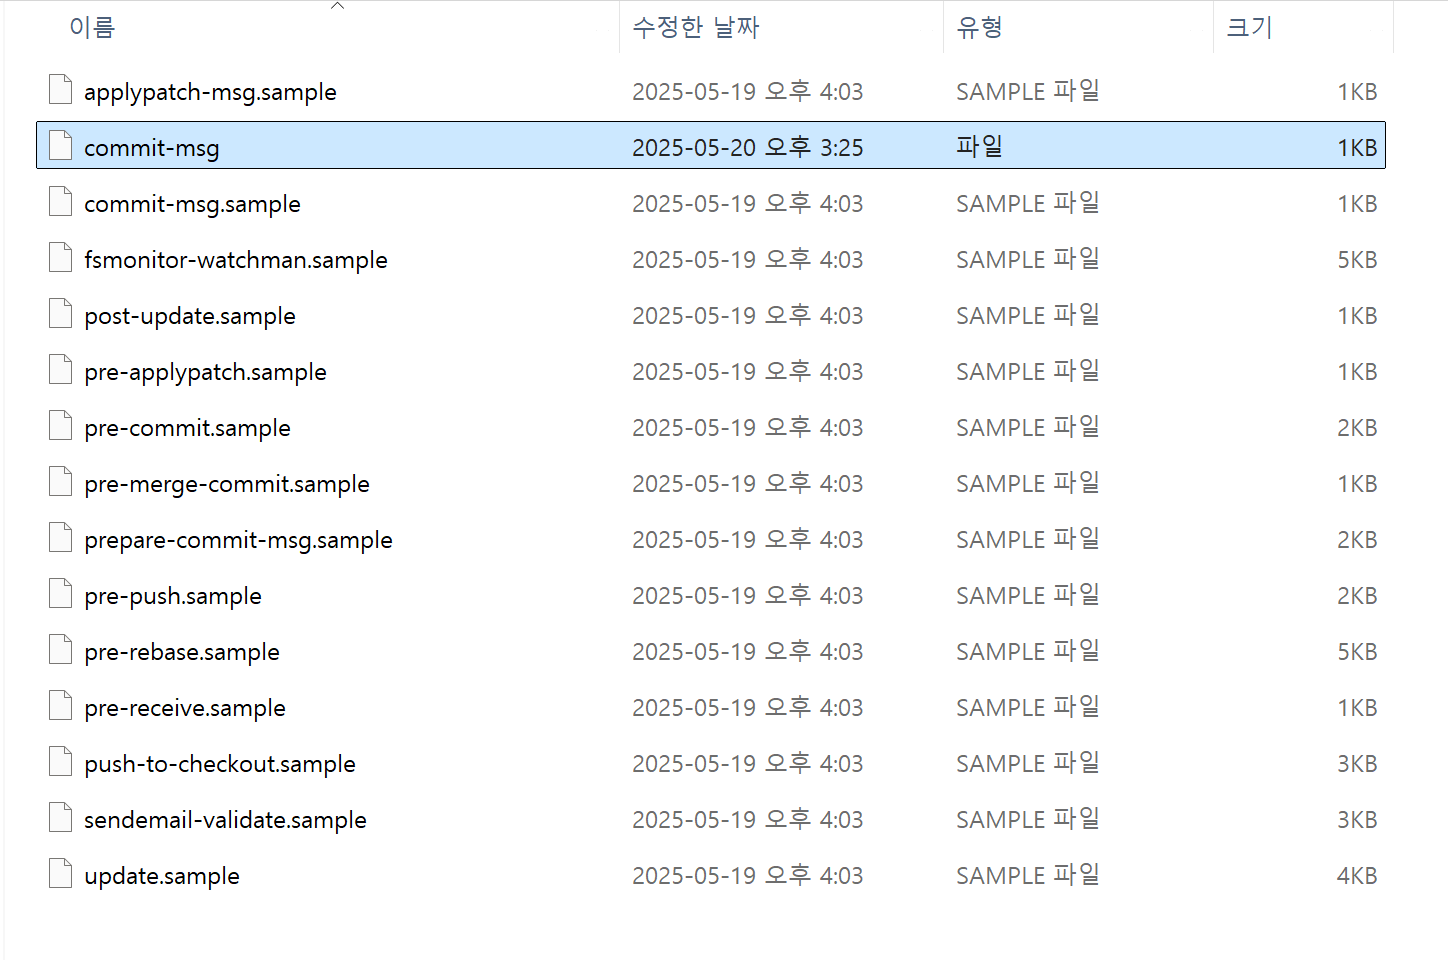 이름 수정한 날짜 유형 크기
applypatch-msg.sample 2025-05-19 오후 4:03 SAMPLE 파일 1KB
commit-msg 2025-05-20 오후 3:25 파일 1KB
commit-msg.sample 2025-05-19 오후 4:03 SAMPLE 파일 1KB
fsmonitor-watchman.sample 2025-05-19 오후 4:03 SAMPLE 파일 5KB
post-update.sample 2025-05-19 오후 4:03 SAMPLE 파일 1KB
pre-applypatch.sample 2025-05-19 오후 4:03 SAMPLE 파일 1KB
pre-commit.sample 2025-05-19 오후 4:03 SAMPLE 파일 2KB
pre-merge-commit.sample 2025-05-19 오후 4:03 SAMPLE 파일 1KB
prepare-commit-msg.sample 2025-05-19 오후 4:03 SAMPLE 파일 2KB
pre-push.sample 2025-05-19 오후 4:03 SAMPLE 파일 2KB
pre-rebase.sample 2025-05-19 오후 4:03 SAMPLE 파일 5KB
pre-receive.sample 2025-05-19 오후 4:03 SAMPLE 파일 1KB
push-to-checkout.sample 2025-05-19 오후 4:03 SAMPLE 파일 3KB
sendemail-validate.sample 2025-05-19 오후 4:03 SAMPLE 파일 3KB
update.sample 2025-05-19 오후 4:03 SAMPLE 파일 4KB